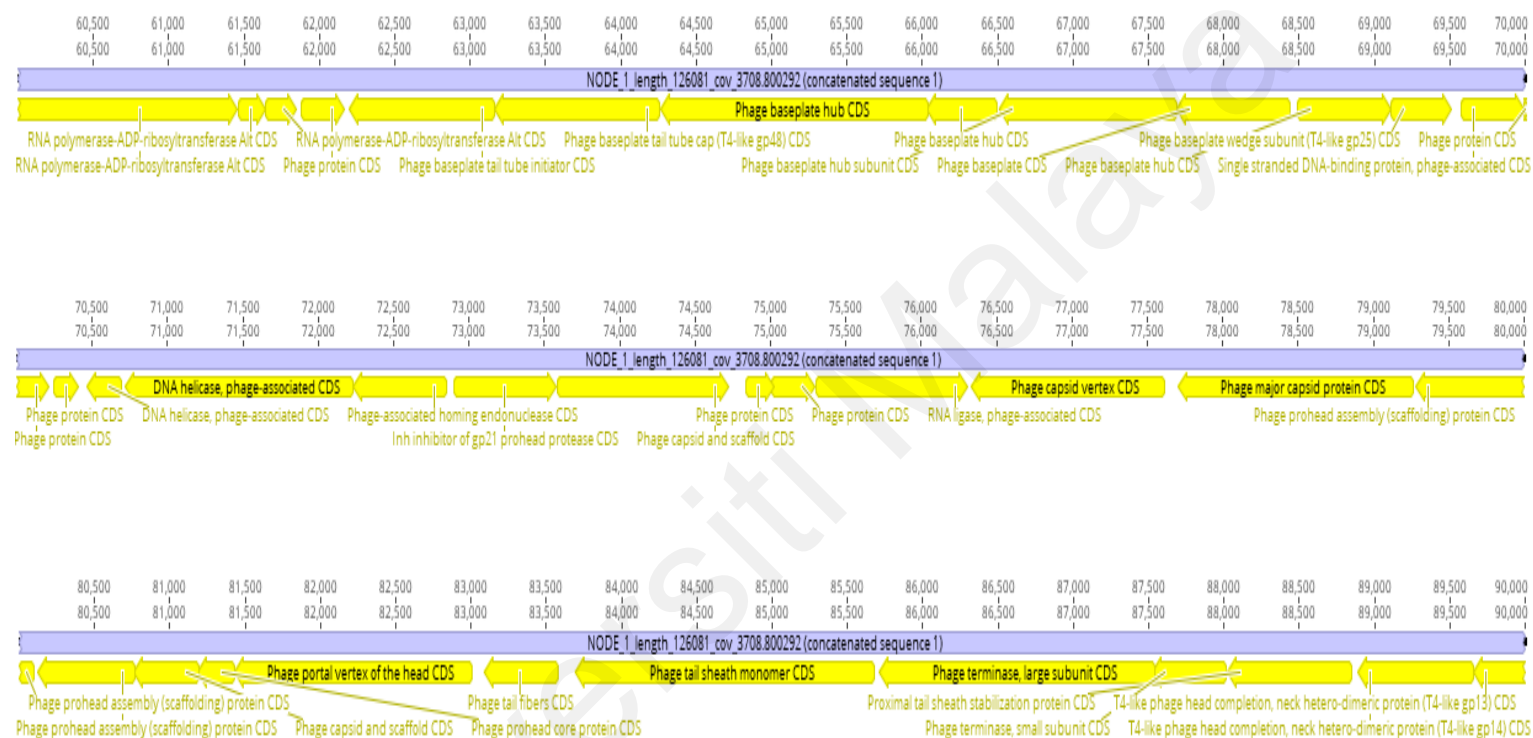 60,500 61,000 61,500 62,000 62,500 63,000 63,500 64,000 64,500 65,000 65,500 66,000 66,500 67,000 67,500 68,000 68,500 69,000 69,500 70,000
60,500 61,000 61,500 62,000 62,500 63,000 63,500 64,000 64,500 65,000 65,500 66,000 66,500 67,000 67,500 68,000 68,500 69,000 69,500 70,000
NODE_1_length_126081_cov_3708.800292 (concatenated sequence 1)
Phage baseplate hub CDS
RNA polymerase-ADP-ribosyltransferase Alt CDS RNA polymerase-ADP-ribosyltransferase Alt CDS Phage baseplate tail tube cap (T4-like gp48) CDS Phage baseplate hub CDS Phage baseplate wedge subunit (T4-like gp25) CDS Phage protein CDS
RNA polymerase-ADP-ribosyltransferase Alt CDS Phage protein CDS Phage baseplate tail tube initiator CDS Phage baseplate hub subunit CDS Phage baseplate CDS Phage baseplate hub CDS Single stranded DNA-binding protein, phage-associated CDS
70,500 71,000 71,500 72,000 72,500 73,000 73,500 74,000 74,500 75,000 75,500 76,000 76,500 77,000 77,500 78,000 78,500 79,000 79,500 80,000
70,500 71,000 71,500 72,000 72,500 73,000 73,500 74,000 74,500 75,000 75,500 76,000 76,500 77,000 77,500 78,000 78,500 79,000 79,500 80,000
NODE_1_length_126081_cov_3708.800292 (concatenated sequence 1)
DNA helicase, phage-associated CDS Phage capsid vertex CDS Phage major capsid protein CDS
Phage protein CDS DNA helicase, phage-associated CDS Phage-associated homing endonuclease CDS Phage protein CDS Phage protein CDS RNA ligase, phage-associated CDS Phage prohead assembly (scaffolding) protein CDS
Phage protein CDS Inh inhibitor of gp21 prohead protease CDS Phage capsid and scaffold CDS
80,500 81,000 81,500 82,000 82,500 83,000 83,500 84,000 84,500 85,000 85,500 86,000 86,500 87,000 87,500 88,000 88,500 89,000 89,500 90,000
80,500 81,000 81,500 82,000 82,500 83,000 83,500 84,000 84,500 85,000 85,500 86,000 86,500 87,000 87,500 88,000 88,500 89,000 89,500 90,000
NODE_1_length_126081_cov_3708.800292 (concatenated sequence 1)
Phage portal vertex of the head CDS Phage tail sheath monomer CDS Phage terminase, large subunit CDS
Phage prohead assembly (scaffolding) protein CDS Phage tail fibers CDS Proximal tail sheath stabilization protein CDS T4-like phage head completion, neck hetero-dimeric protein (T4-like gp13) CDS
Phage prohead assembly (scaffolding) protein CDS Phage capsid and scaffold CDS Phage prohead core protein CDS Phage terminase, small subunit CDS T4-like phage head completion, neck hetero-dimeric protein (T4-like gp14) CDS
ersiti Malaya